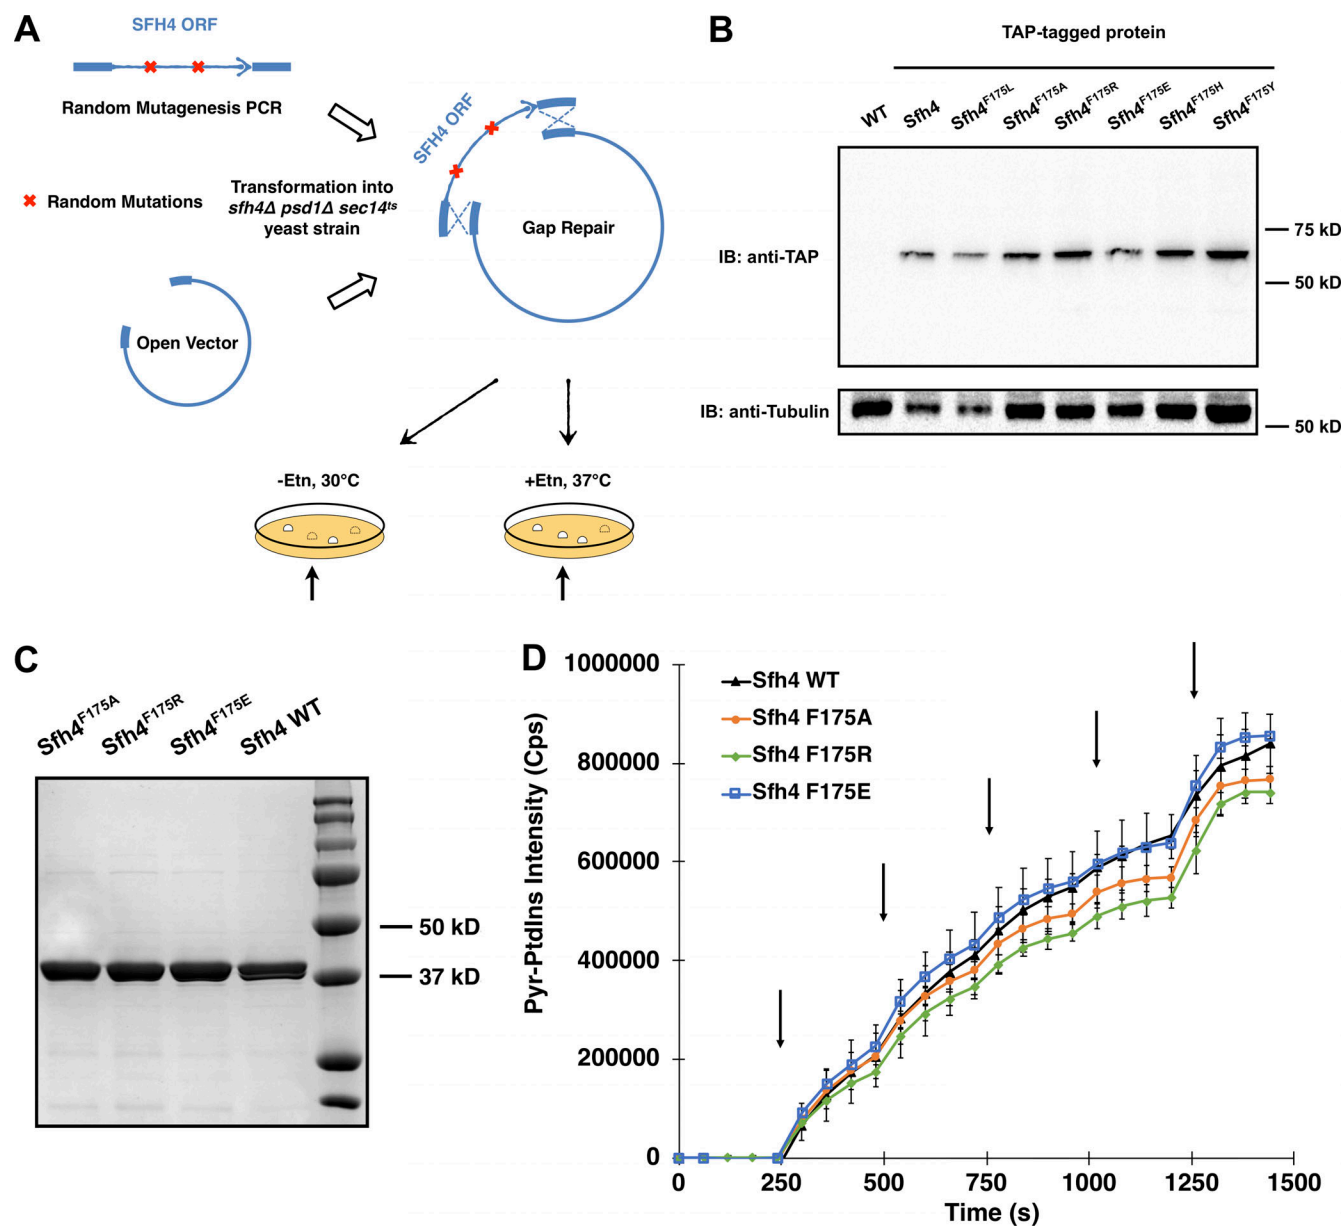 A
SFH4 ORF
Random Mutagenesis PCR
Random Mutations
Transformation into
sfh4Δ psd1Δ sec14ts
yeast strain
Open Vector
SFH4 ORF
Gap Repair
-Etn, 30°C
+Etn, 37°C
B
TAP-tagged protein
WT
Sfh4
Sfh4F175L
Sfh4F175A
Sfh4F175R
Sfh4F175E
Sfh4F175H
Sfh4F175Y
IB: anti-TAP
75 kD
50 kD
IB: anti-Tubulin
50 kD
C
Sfh4F175A
Sfh4F175R
Sfh4F175E
Sfh4 WT
50 kD
37 kD
D
Pyr-PtdIns Intensity (Cps)
1000000
800000
600000
400000
200000
0
Sfh4 WT
Sfh4 F175A
Sfh4 F175R
Sfh4 F175E
0 250 500 750 1000 1250 1500
Time (s)